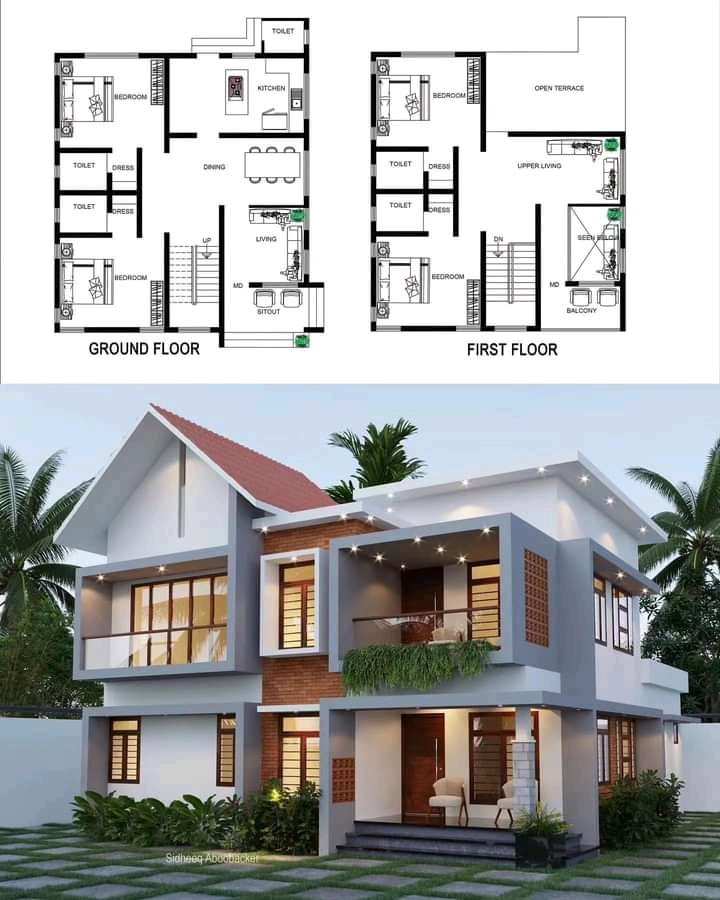 TOILET
BEDROOM
KITCHEN
TOILET
DRESS
DINING
TOILET
DRESS
UP
LIVING
BEDROOM
MD
SITOUT
GROUND FLOOR
BEDROOM
OPEN TERRACE
TOILET
DRESS
UPPER LIVING
TOILET
DRESS
DN
SEEN BELOW
BEDROOM
MD
BALCONY
FIRST FLOOR
Sidheeq Aboobacker